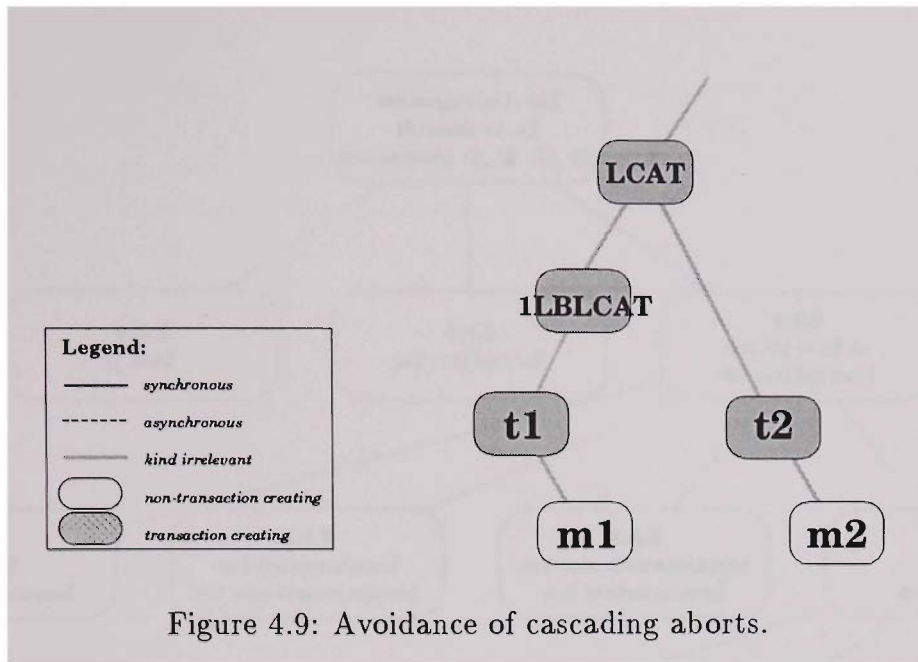 LCAT
1LBLCAT
Legend:
synchronous
asynchronous
kind irrelevant
non-transaction creating
transaction creating
t1
t2
m1
m2
Figure 4.9: Avoidance of cascading aborts.